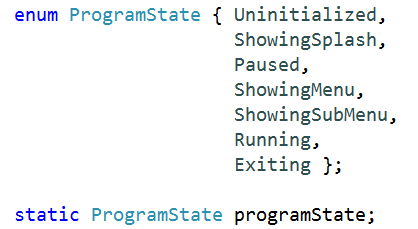 enum ProgramState { Uninitialized,
ShowingSplash,
Paused,
ShowingMenu,
ShowingSubMenu,
Running,
Exiting };
static ProgramState programState;